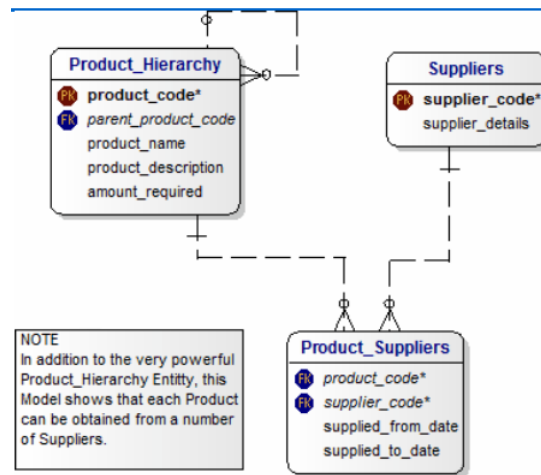 Product_Hierarchy
PK product_code*
FK parent_product_code
product_name
product_description
amount_required
Suppliers
PK supplier_code*
supplier_details
NOTE
In addition to the very powerful
Product_Hierarchy Entitty, this
Model shows that each Product
can be obtained from a number
of Suppliers.
Product_Suppliers
FK product_code*
FK supplier_code*
supplied_from_date
supplied_to_date